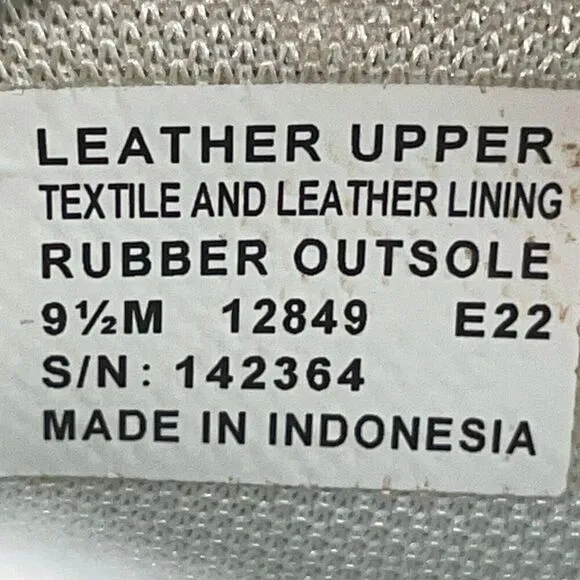 LEATHER UPPER
TEXTILE AND LEATHER LINING
RUBBER OUTSOLE
9½M 12849 E22
S/N: 142364
MADE IN INDONESIA